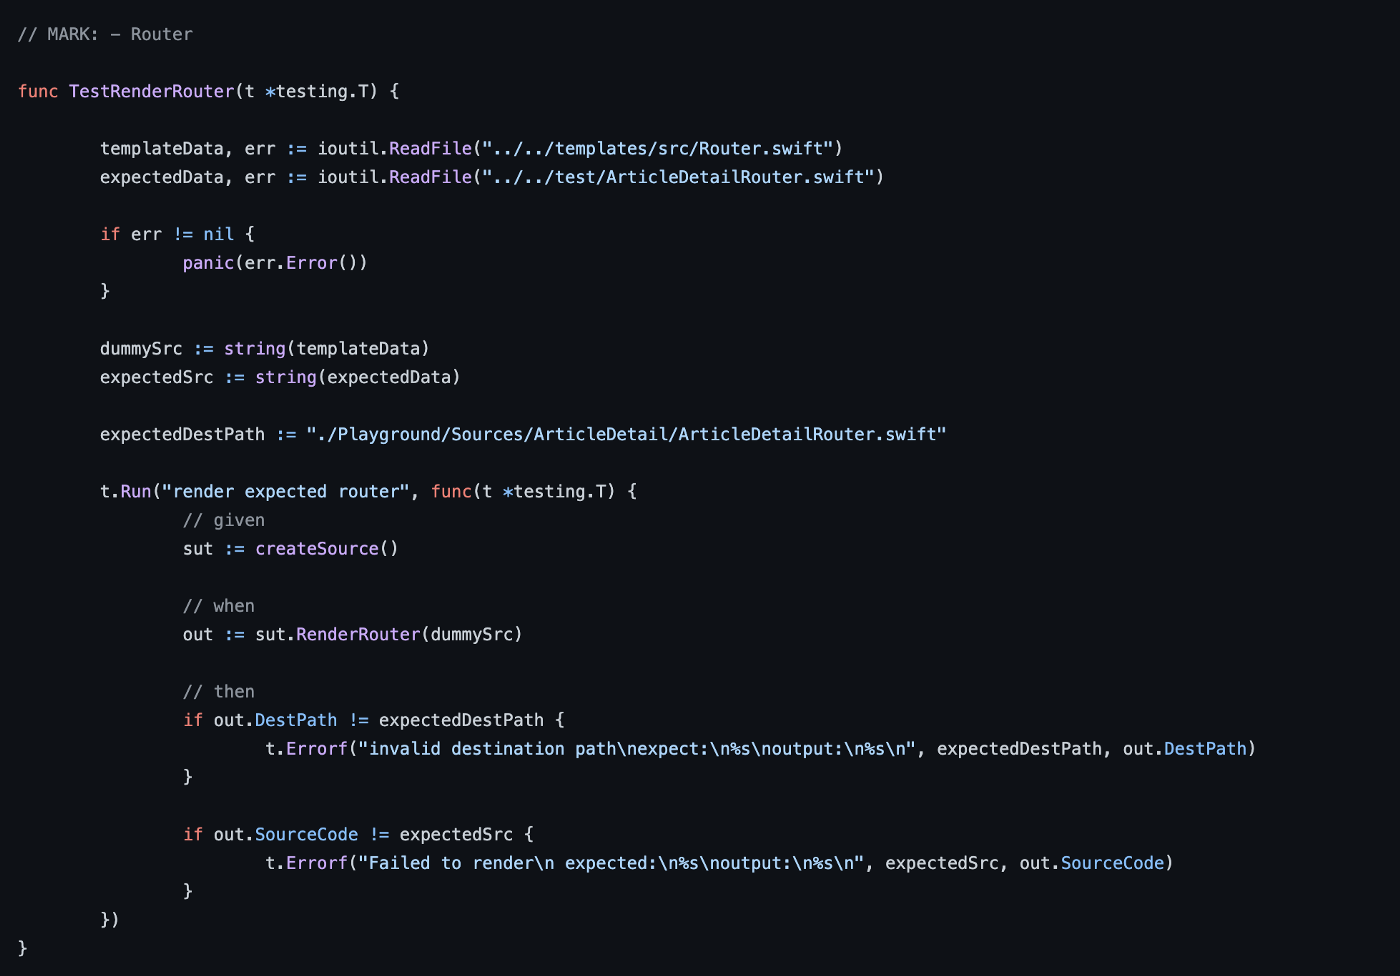 // MARK: - Router
func TestRenderRouter(t *testing.T) {
templateData, err := ioutil.ReadFile("../../templates/src/Router.swift")
expectedData, err := ioutil.ReadFile("../../test/ArticleDetailRouter.swift")
if err != nil {
panic(err.Error())
}
dummySrc := string(templateData)
expectedSrc := string(expectedData)
expectedDestPath := "./Playground/Sources/ArticleDetail/ArticleDetailRouter.swift"
t.Run("render expected router", func(t *testing.T) {
// given
sut := createSource()
// when
out := sut.RenderRouter(dummySrc)
// then
if out.DestPath != expectedDestPath {
t.Errorf("invalid destination path\nexpect:\n%s\noutput:\n%s\n", expectedDestPath, out.DestPath)
}
if out.SourceCode != expectedSrc {
t.Errorf("Failed to render\n expected:\n%s\noutput:\n%s\n", expectedSrc, out.SourceCode)
}
})
}